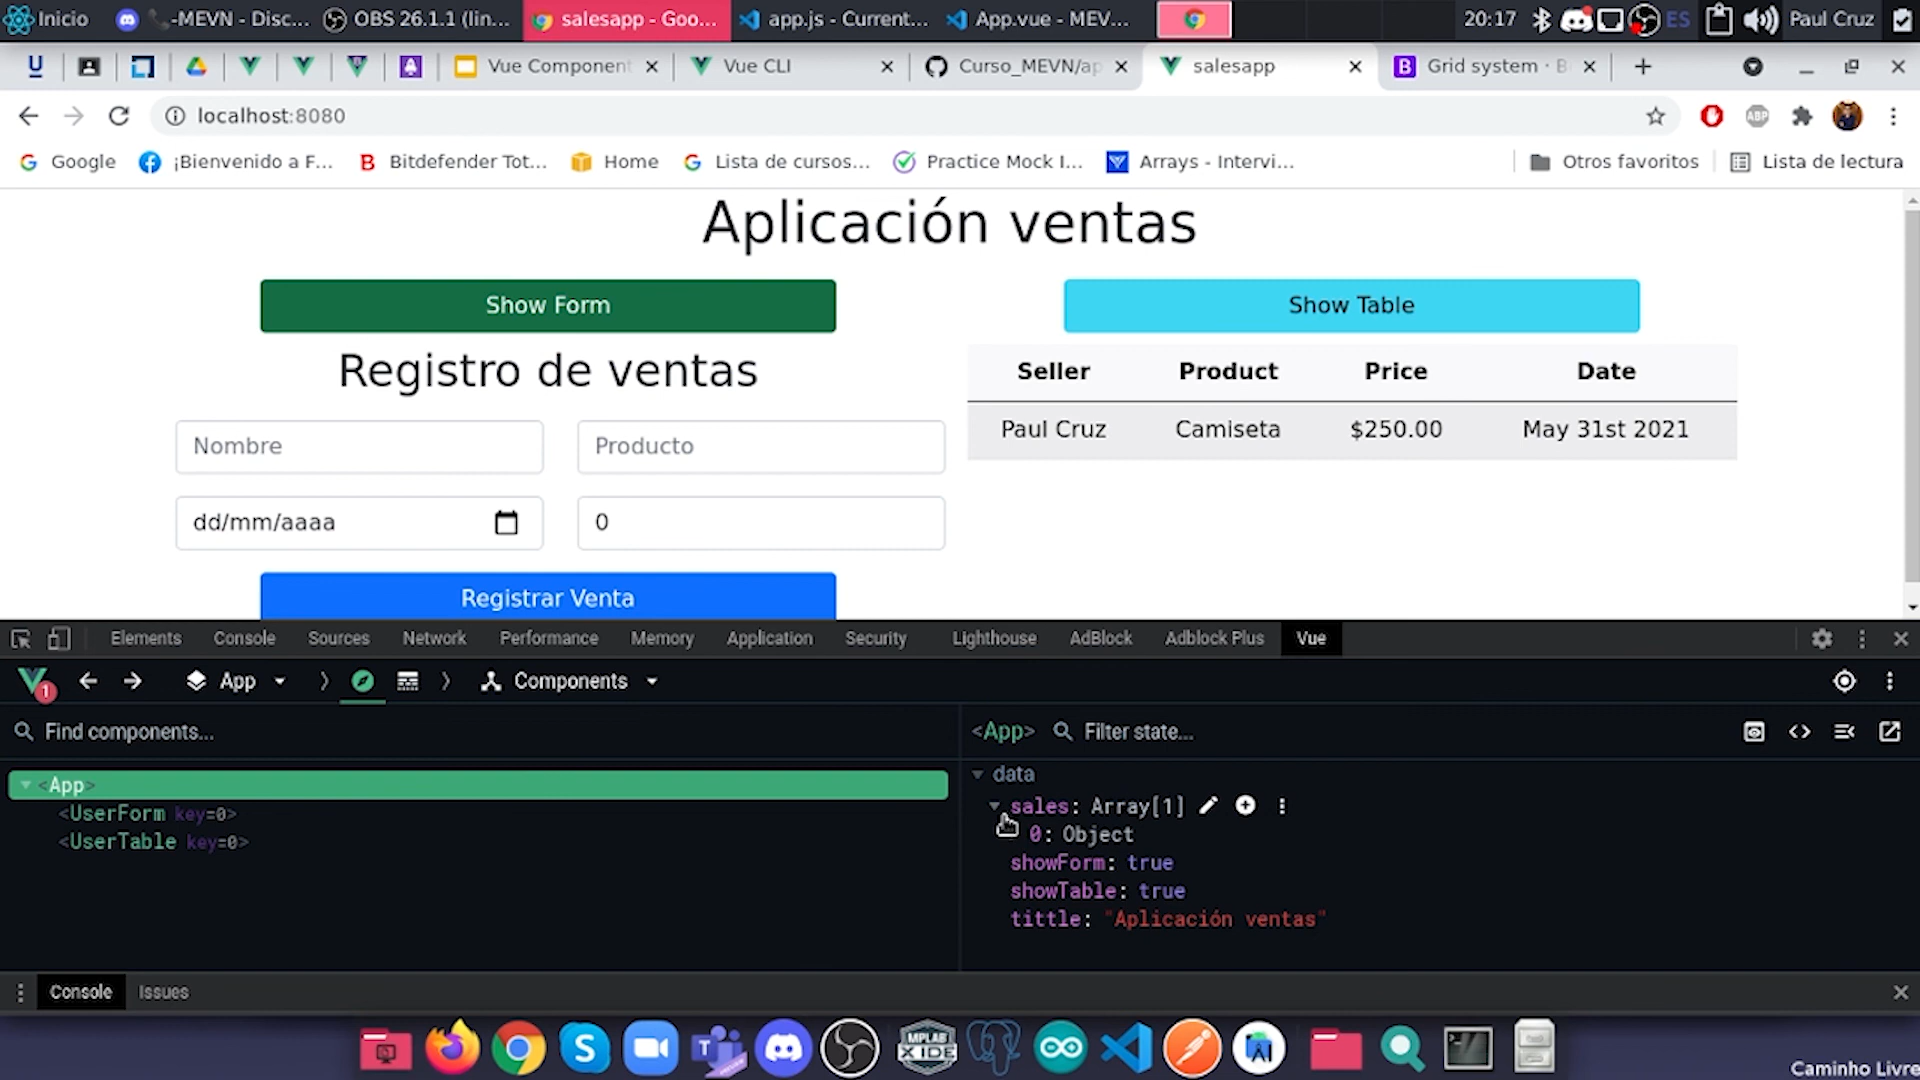 Inicio
-MEVN - Disc...
OBS 26.1.1 (lin...
salesapp - Goo...
app.js - Current...
App.vue - MEV...
20:17
ES
Paul Cruz
U
Vue Component
Vue CLI
Curso_MEVN/ap
salesapp
B Grid system · B
localhost:8080
ABP
G Google
¡Bienvenido a F...
B Bitdefender Tot...
Home
G Lista de cursos...
Practice Mock I...
Arrays - Intervi...
Otros favoritos
Lista de lectura
Aplicación ventas
Show Form
Show Table
Registro de ventas
Seller Product Price Date
Paul Cruz Camiseta $250.00 May 31st 2021
Nombre
Producto
dd/mm/aaaa
0
Registrar Venta
Elements Console Sources Network Performance Memory Application Security Lighthouse AdBlock Adblock Plus Vue
1
App
Components
Find components...
<App>
Filter state...
<App>
<UserForm key=0>
<UserTable key=0>
data
sales: Array[1]
0: Object
showForm: true
showTable: true
tittle: "Aplicación ventas"
Console
Issues
MPLAB
X IDE
Caminho Livre